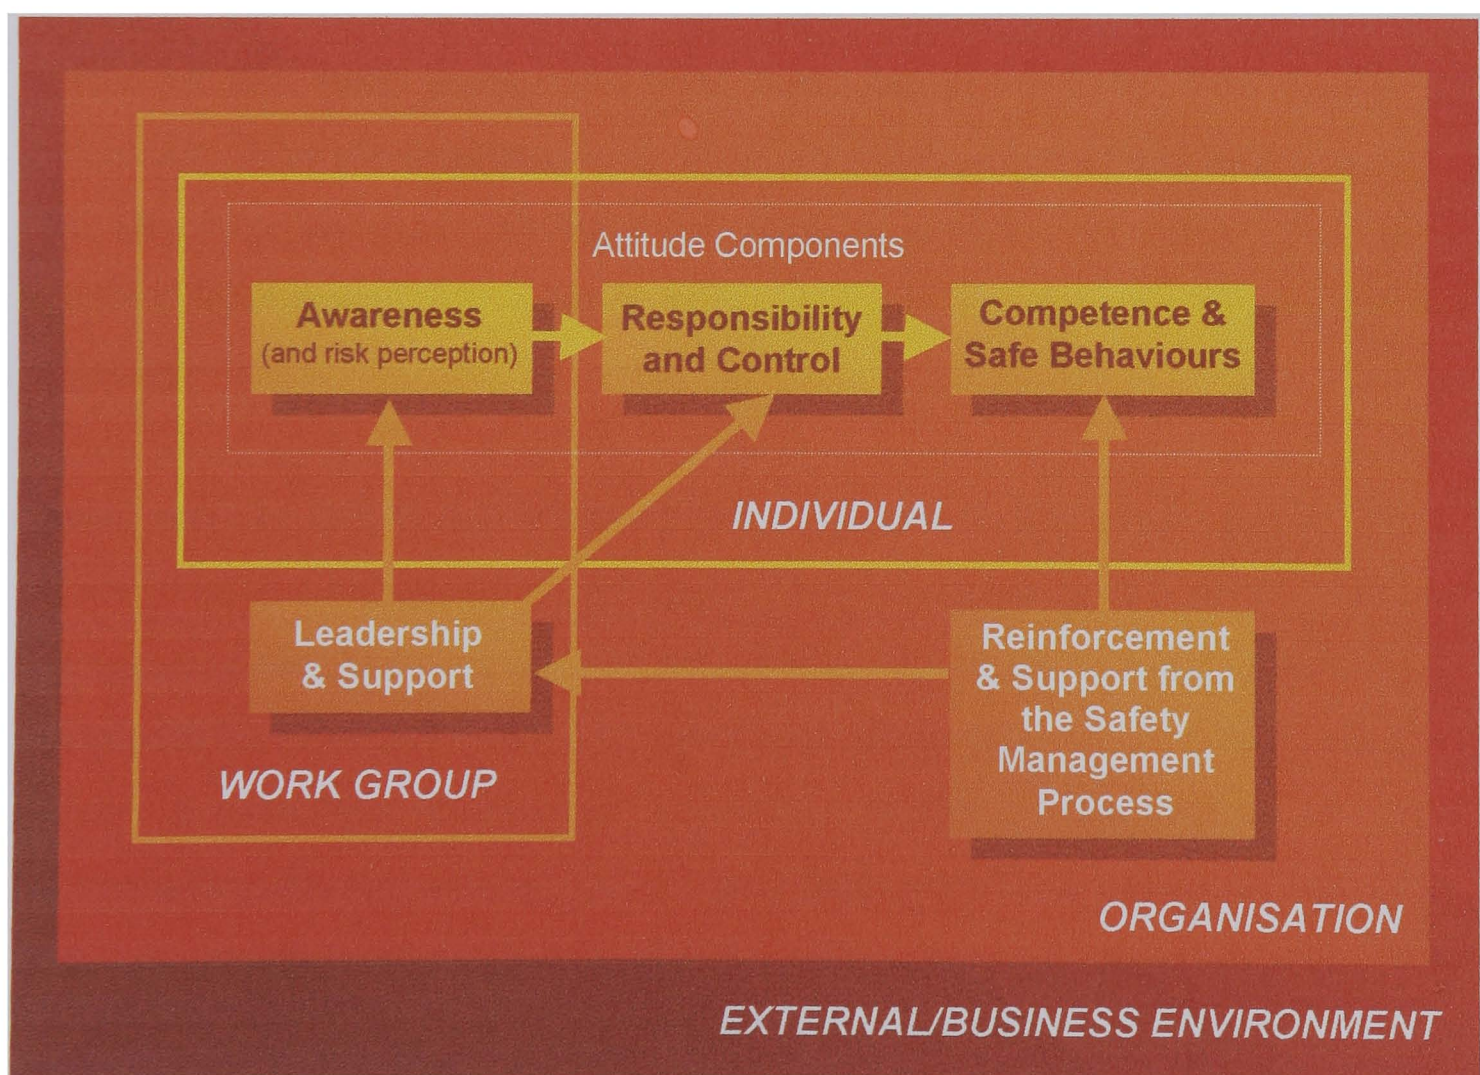 Attitude Components
Awareness
(and risk perception)
Responsibility
and Control
Competence &
Safe Behaviours
INDIVIDUAL
Leadership
& Support
Reinforcement
& Support from
the Safety
Management
Process
WORK GROUP
ORGANISATION
EXTERNAL/BUSINESS ENVIRONMENT